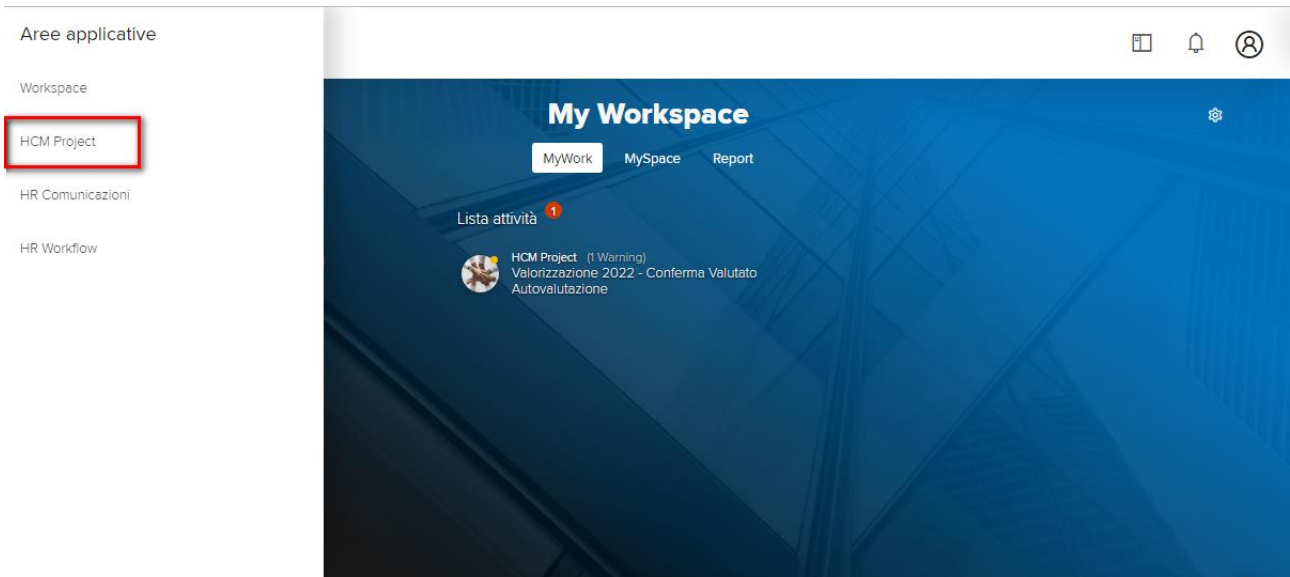 Aree applicative
Workspace
HCM Project
HR Comunicazioni
HR Workflow
My Workspace
MyWork MySpace Report
Lista attività 1
HCM Project (1 Warning)
Valorizzazione 2022 - Conferma Valutato
Autovalutazione